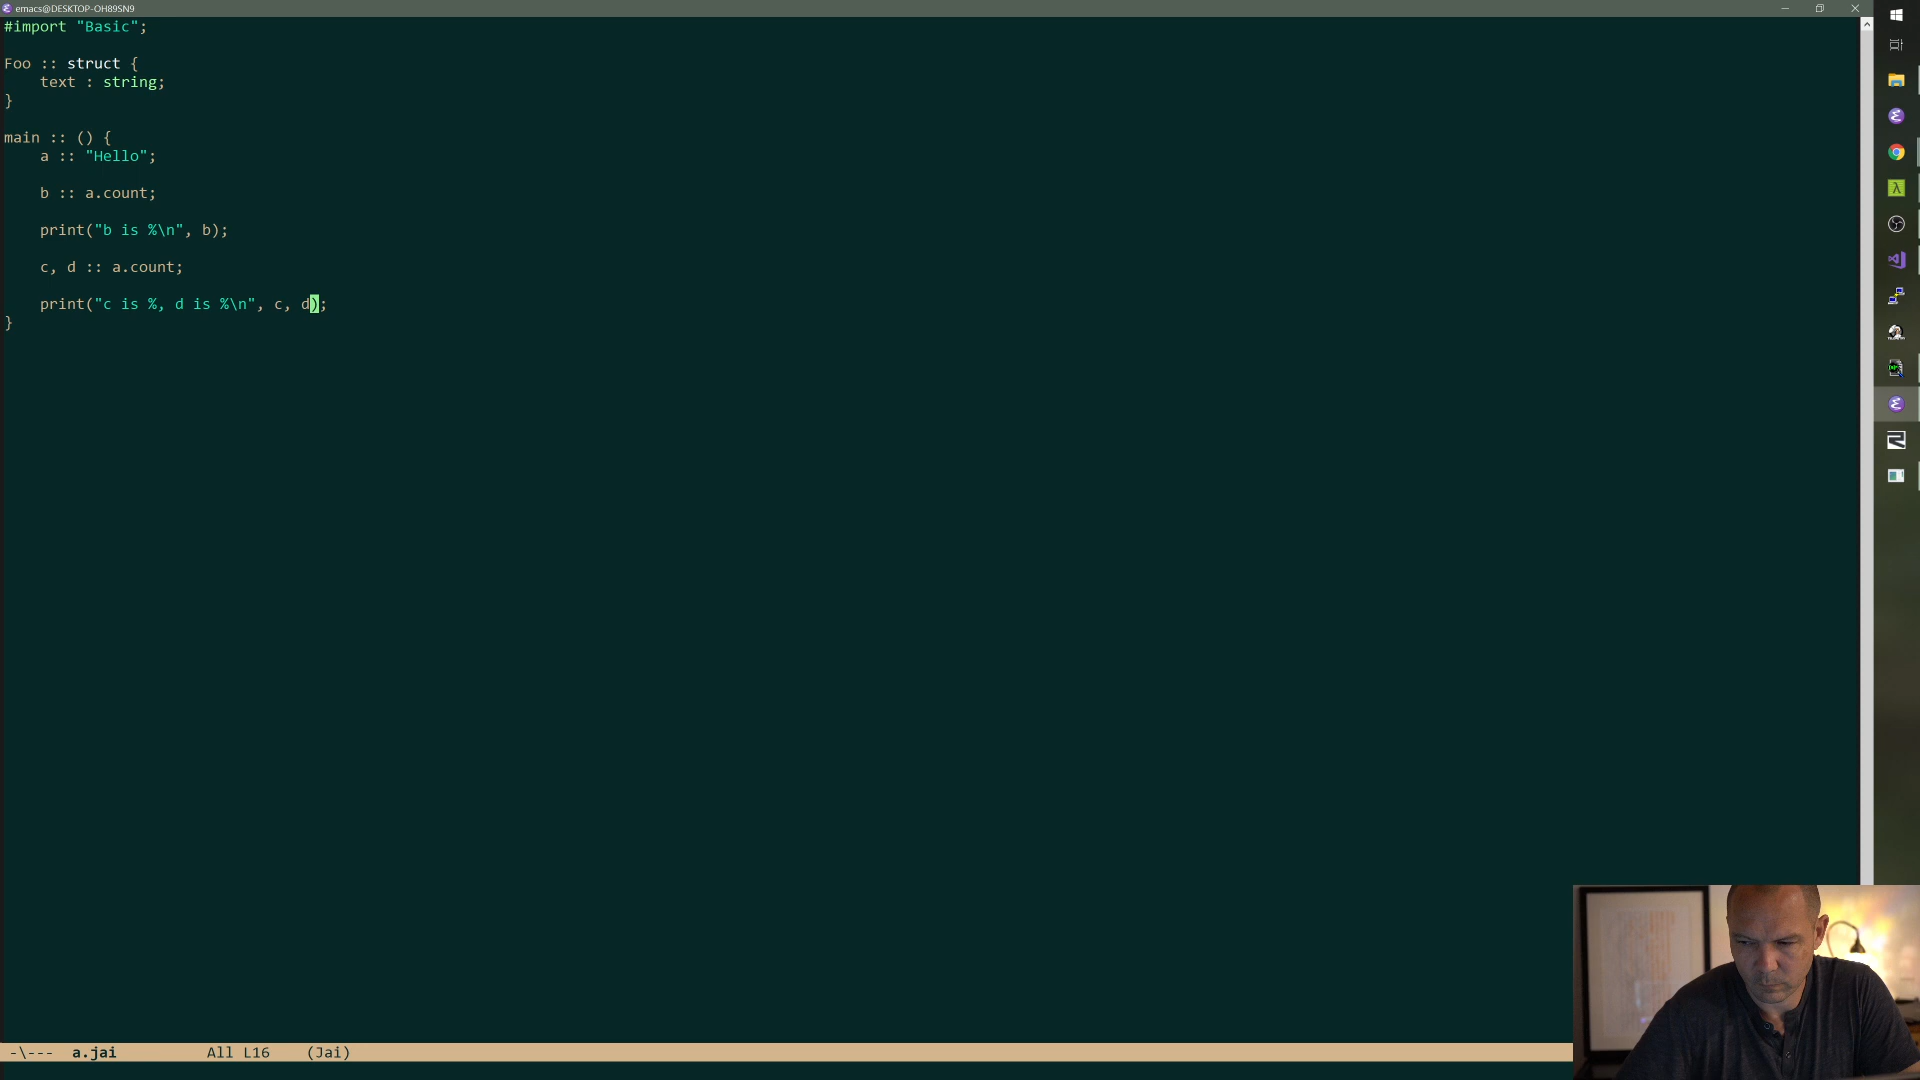 emacs@DESKTOP-OH89SN9
#import "Basic";
Foo :: struct {
    text : string;
}
main :: () {
    a :: "Hello";
    b :: a.count;
    print("b is %\n", b);
    c, d :: a.count;
    print("c is %, d is %\n", c, d);
}
-\---  a.jai          All L16    (Jai)